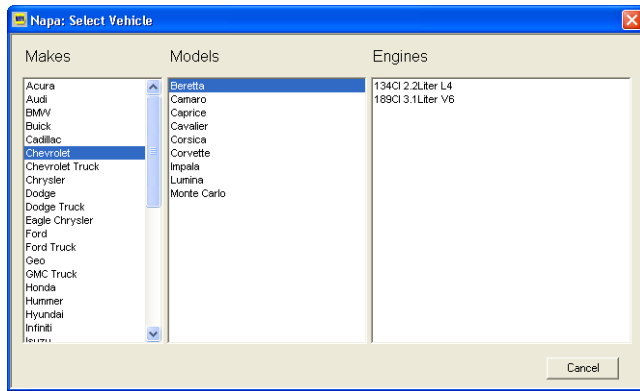 Napa: Select Vehicle
Makes
Models
Engines
Acura
Audi
BMW
Buick
Cadillac
Chevrolet
Chevrolet Truck
Chrysler
Dodge
Dodge Truck
Eagle Chrysler
Ford
Ford Truck
Geo
GMC Truck
Honda
Hummer
Hyundai
Infiniti
Isuzu
Beretta
Camaro
Caprice
Cavalier
Corsica
Corvette
Impala
Lumina
Monte Carlo
134CI 2.2Liter L4
189CI 3.1Liter V6
Cancel